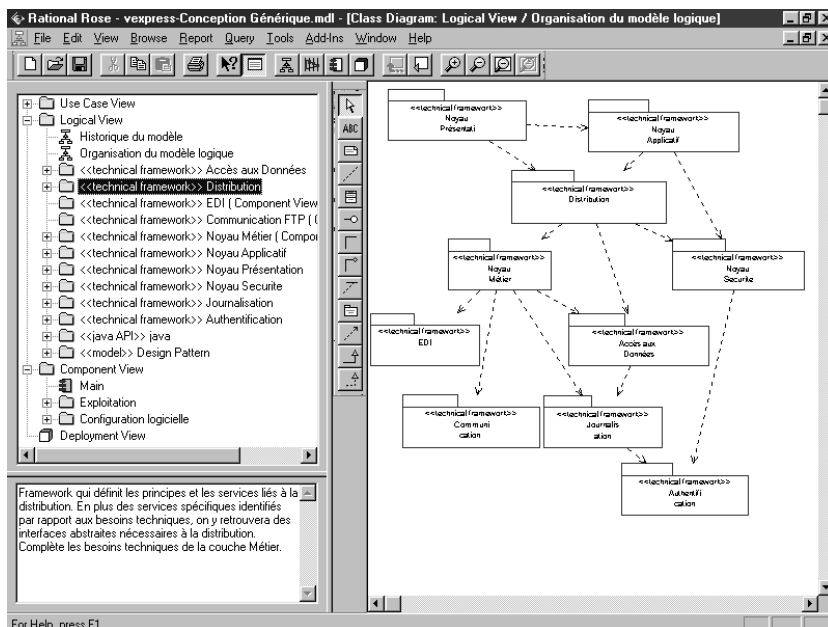 Rational Rose - vexpress-Conception Générique.mdl - [Class Diagram: Logical View / Organisation du modèle logique]
File Edit View Browse Report Query Tools Add-Ins Window Help
ABC
Use Case View
Logical View
Historique du modèle
Organisation du modèle logique
<<technical framework>> Accès aux Données
<<technical framework>> Distribution
<<technical framework>> EDI ( Component View
<<technical framework>> Communication FTP ( C
<<technical framework>> Noyau Métier ( Compor
<<technical framework>> Noyau Applicatif
<<technical framework>> Noyau Présentation
<<technical framework>> Noyau Securite
<<technical framework>> Journalisation
<<technical framework>> Authentification
<<java API>> java
<<model>> Design Pattern
Component View
Main
Exploitation
Configuration logicielle
Deployment View
Framework qui définit les principes et les services liés à la
distribution. En plus des services spécifiques identifiés
par rapport aux besoins techniques, on y retrouvera des
interfaces abstraites nécessaires à la distribution.
Complète les besoins techniques de la couche Métier.
<<technical framework>>
Noyau
Présentati
<<technical framework>>
Noyau
Applicatif
<<technical framework>>
Distribution
<<technical framework>>
Noyau
Métier
<<technical framework>>
Noyau
Securite
<<technical framework>>
EDI
<<technical framework>>
Accès aux
Données
<<technical framework>>
Communi
cation
<<technical framework>>
Journalis
ation
<<technical framework>>
Authentifi
cation
For Help, press F1